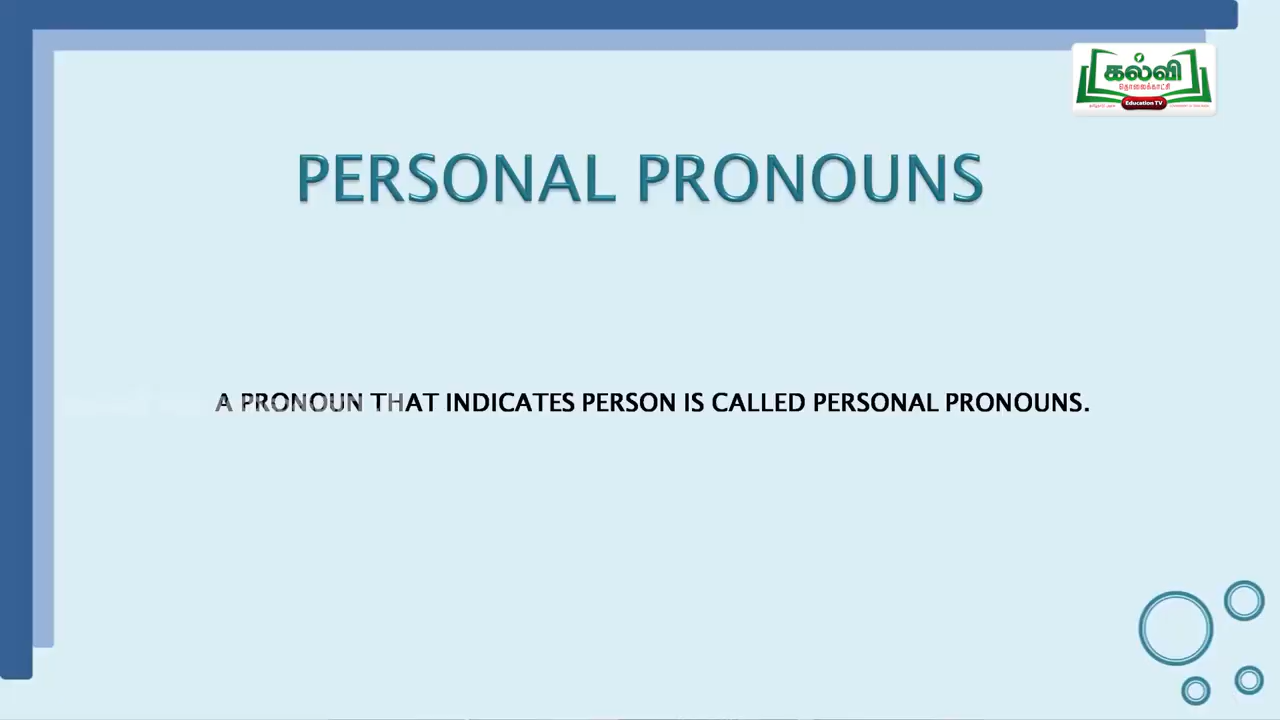 கல்வி
தொலைக்காட்சி
Education TV
PERSONAL PRONOUNS
A PRONOUN THAT INDICATES PERSON IS CALLED PERSONAL PRONOUNS.